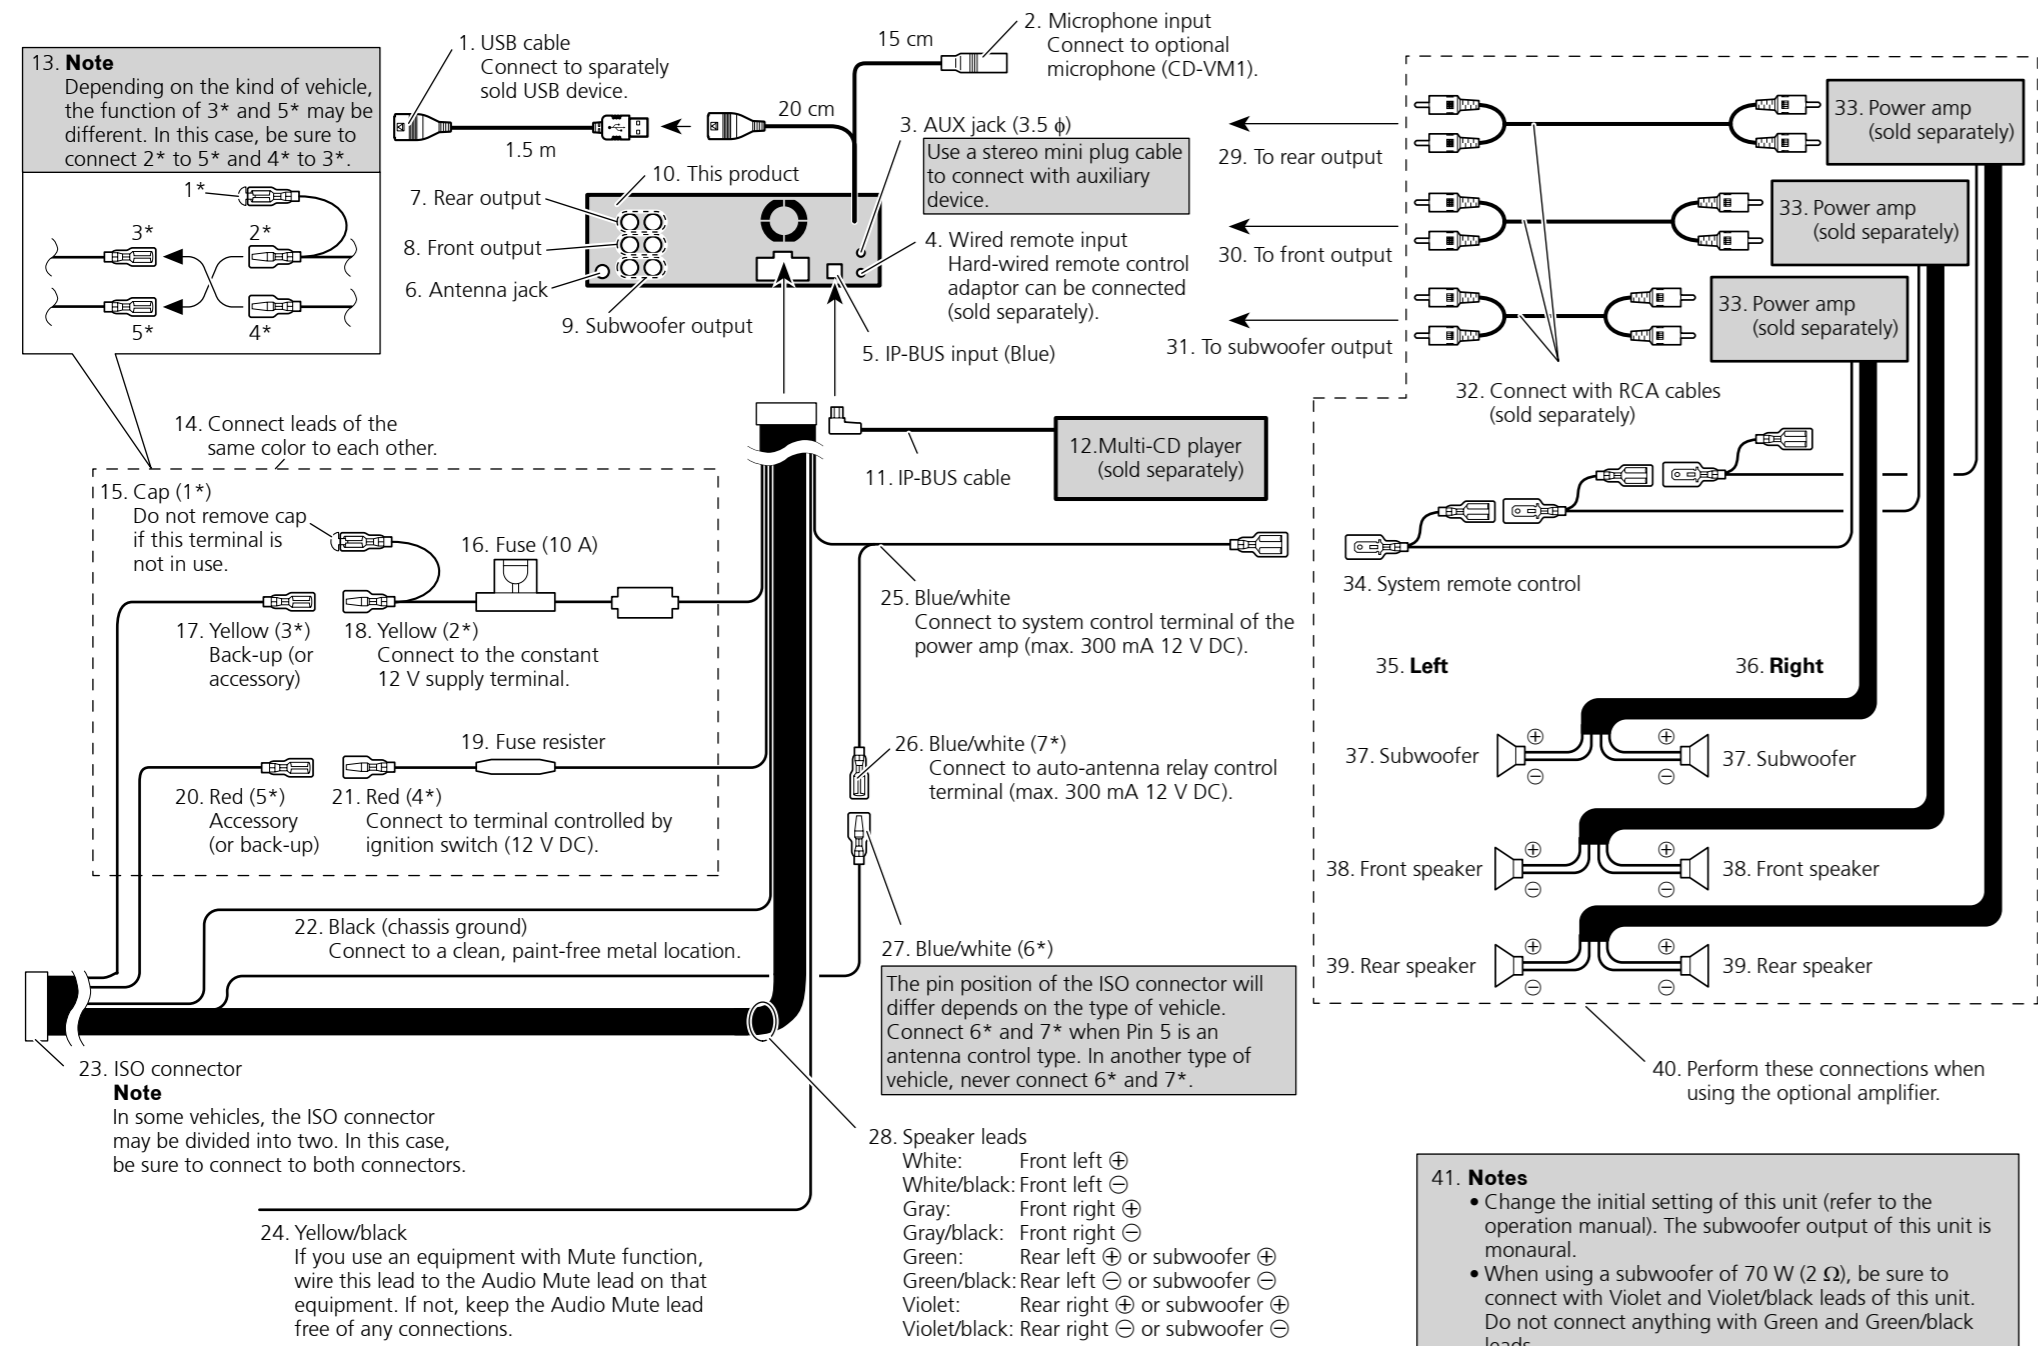 1. USB cable
Connect to sparately
sold USB device.
1.5 m
20 cm
15 cm
2. Microphone input
Connect to optional
microphone (CD-VM1).
3. AUX jack (3.5 ϕ)
Use a stereo mini plug cable
to connect with auxiliary
device.
4. Wired remote input
Hard-wired remote control
adaptor can be connected
(sold separately).
5. IP-BUS input (Blue)
6. Antenna jack
7. Rear output
8. Front output
9. Subwoofer output
10. This product
11. IP-BUS cable
12.Multi-CD player
(sold separately)
13. Note
Depending on the kind of vehicle,
the function of 3* and 5* may be
different. In this case, be sure to
connect 2* to 5* and 4* to 3*.
1*
3*
2*
5*
4*
14. Connect leads of the
same color to each other.
15. Cap (1*)
Do not remove cap
if this terminal is
not in use.
16. Fuse (10 A)
17. Yellow (3*)
Back-up (or
accessory)
18. Yellow (2*)
Connect to the constant
12 V supply terminal.
19. Fuse resister
20. Red (5*)
Accessory
(or back-up)
21. Red (4*)
Connect to terminal controlled by
ignition switch (12 V DC).
22. Black (chassis ground)
Connect to a clean, paint-free metal location.
23. ISO connector
Note
In some vehicles, the ISO connector
may be divided into two. In this case,
be sure to connect to both connectors.
24. Yellow/black
If you use an equipment with Mute function,
wire this lead to the Audio Mute lead on that
equipment. If not, keep the Audio Mute lead
free of any connections.
25. Blue/white
Connect to system control terminal of the
power amp (max. 300 mA 12 V DC).
26. Blue/white (7*)
Connect to auto-antenna relay control
terminal (max. 300 mA 12 V DC).
27. Blue/white (6*)
The pin position of the ISO connector will
differ depends on the type of vehicle.
Connect 6* and 7* when Pin 5 is an
antenna control type. In another type of
vehicle, never connect 6* and 7*.
28. Speaker leads
White: Front left ⊕
White/black: Front left ⊖
Gray: Front right ⊕
Gray/black: Front right ⊖
Green: Rear left ⊕ or subwoofer ⊕
Green/black: Rear left ⊖ or subwoofer ⊖
Violet: Rear right ⊕ or subwoofer ⊕
Violet/black: Rear right ⊖ or subwoofer ⊖
29. To rear output
30. To front output
31. To subwoofer output
32. Connect with RCA cables
(sold separately)
33. Power amp
(sold separately)
33. Power amp
(sold separately)
33. Power amp
(sold separately)
34. System remote control
35. Left
36. Right
37. Subwoofer ⊕ ⊖
⊕ ⊖ 37. Subwoofer
38. Front speaker ⊕ ⊖
⊕ ⊖ 38. Front speaker
39. Rear speaker ⊕ ⊖
⊕ ⊖ 39. Rear speaker
40. Perform these connections when
using the optional amplifier.
41. Notes
• Change the initial setting of this unit (refer to the
operation manual). The subwoofer output of this unit is
monaural.
• When using a subwoofer of 70 W (2 Ω), be sure to
connect with Violet and Violet/black leads of this unit.
Do not connect anything with Green and Green/black